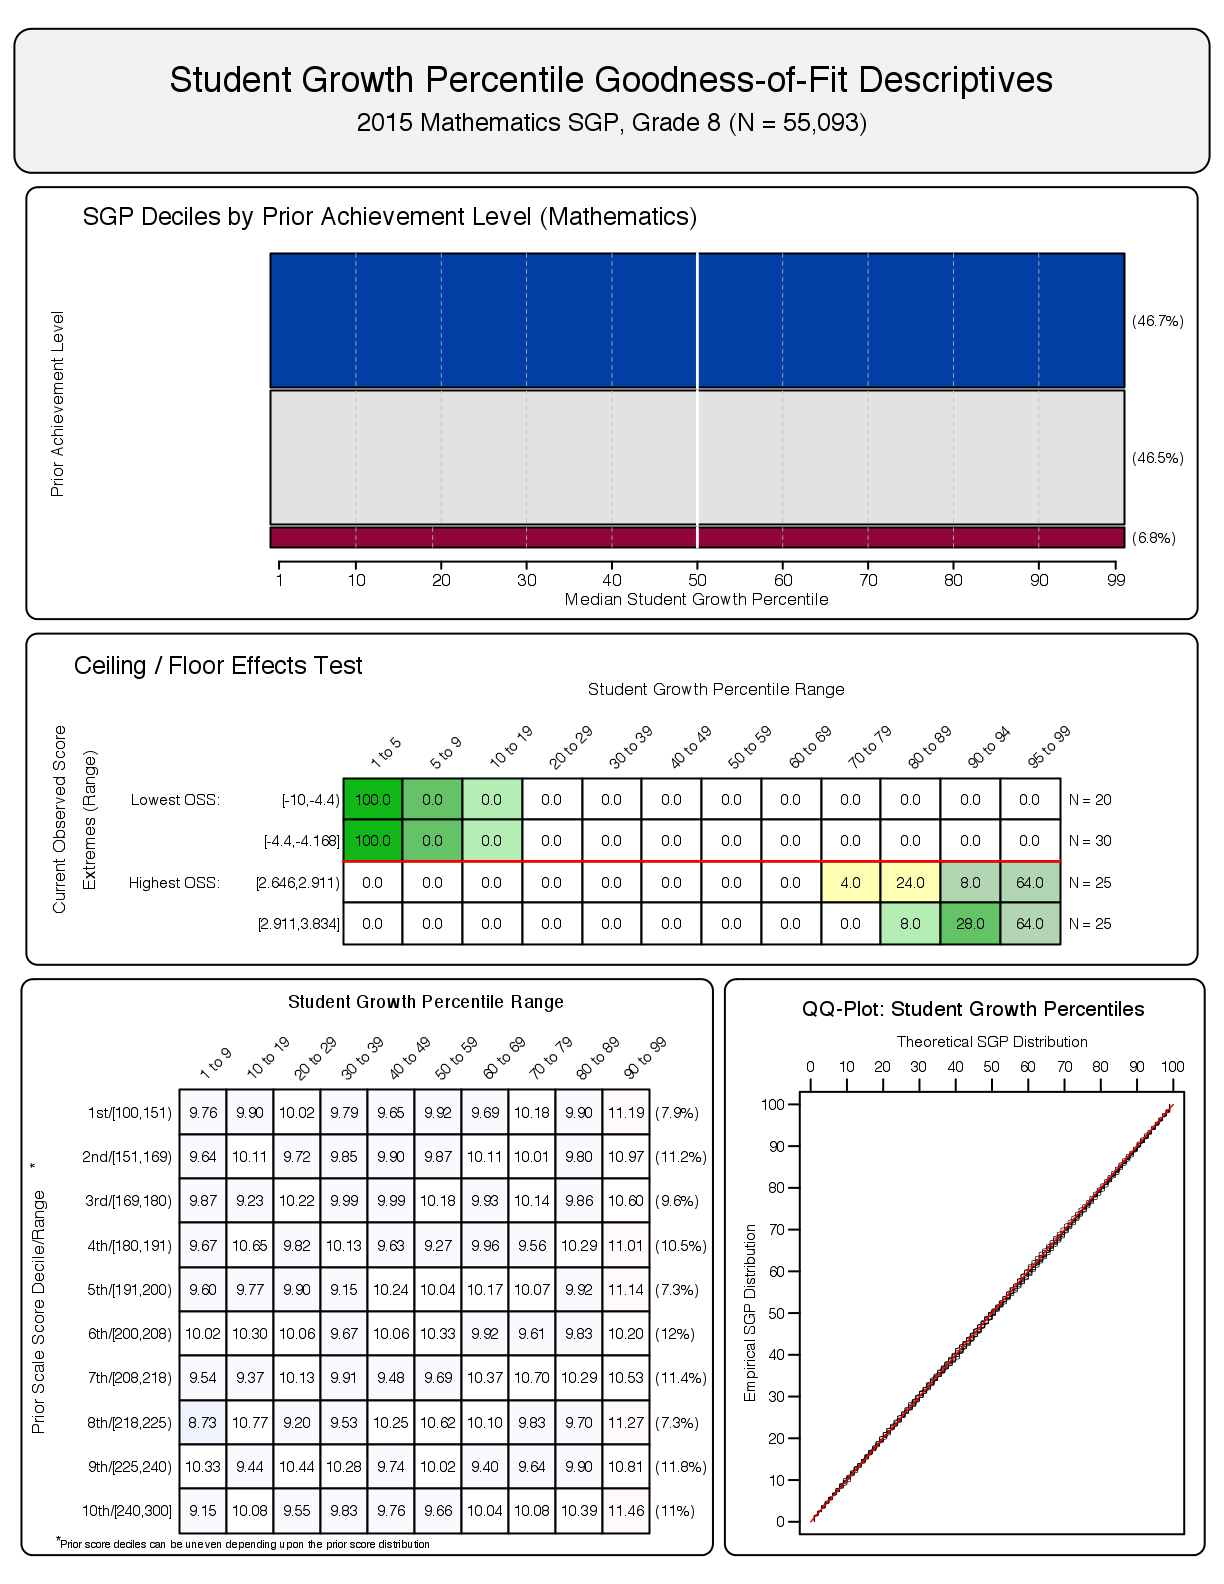 Student Growth Percentile Goodness-of-Fit Descriptives
2015 Mathematics SGP, Grade 8 (N = 55,093)
SGP Deciles by Prior Achievement Level (Mathematics)
Prior Achievement Level
(46.7%)
(46.5%)
(6.8%)
1 10 20 30 40 50 60 70 80 90 99
Median Student Growth Percentile
Ceiling / Floor Effects Test
Student Growth Percentile Range
Current Observed Score
Extremes (Range)
1 to 5 5 to 9 10 to 19 20 to 29 30 to 39 40 to 49 50 to 59 60 to 69 70 to 79 80 to 89 90 to 94 95 to 99
Lowest OSS: [-10,-4.4) 100.0 0.0 0.0 0.0 0.0 0.0 0.0 0.0 0.0 0.0 0.0 0.0 N = 20
[-4.4,-4.168] 100.0 0.0 0.0 0.0 0.0 0.0 0.0 0.0 0.0 0.0 0.0 0.0 N = 30
Highest OSS: [2.646,2.911) 0.0 0.0 0.0 0.0 0.0 0.0 0.0 0.0 4.0 24.0 8.0 64.0 N = 25
[2.911,3.834] 0.0 0.0 0.0 0.0 0.0 0.0 0.0 0.0 0.0 8.0 28.0 64.0 N = 25
Student Growth Percentile Range
Prior Scale Score Decile/Range *
1 to 9 10 to 19 20 to 29 30 to 39 40 to 49 50 to 59 60 to 69 70 to 79 80 to 89 90 to 99
1st/[100,151) 9.76 9.90 10.02 9.79 9.65 9.92 9.69 10.18 9.90 11.19 (7.9%)
2nd/[151,169) 9.64 10.11 9.72 9.85 9.90 9.87 10.11 10.01 9.80 10.97 (11.2%)
3rd/[169,180) 9.87 9.23 10.22 9.99 9.99 10.18 9.93 10.14 9.86 10.60 (9.6%)
4th/[180,191) 9.67 10.65 9.82 10.13 9.63 9.27 9.96 9.56 10.29 11.01 (10.5%)
5th/[191,200) 9.60 9.77 9.90 9.15 10.24 10.04 10.17 10.07 9.92 11.14 (7.3%)
6th/[200,208) 10.02 10.30 10.06 9.67 10.06 10.33 9.92 9.61 9.83 10.20 (12%)
7th/[208,218) 9.54 9.37 10.13 9.91 9.48 9.69 10.37 10.70 10.29 10.53 (11.4%)
8th/[218,225) 8.73 10.77 9.20 9.53 10.25 10.62 10.10 9.83 9.70 11.27 (7.3%)
9th/[225,240) 10.33 9.44 10.44 10.28 9.74 10.02 9.40 9.64 9.90 10.81 (11.8%)
10th/[240,300] 9.15 10.08 9.55 9.83 9.76 9.66 10.04 10.08 10.39 11.46 (11%)
*Prior score deciles can be uneven depending upon the prior score distribution
QQ-Plot: Student Growth Percentiles
Theoretical SGP Distribution
0 10 20 30 40 50 60 70 80 90 100
Empirical SGP Distribution
100
90
80
70
60
50
40
30
20
10
0